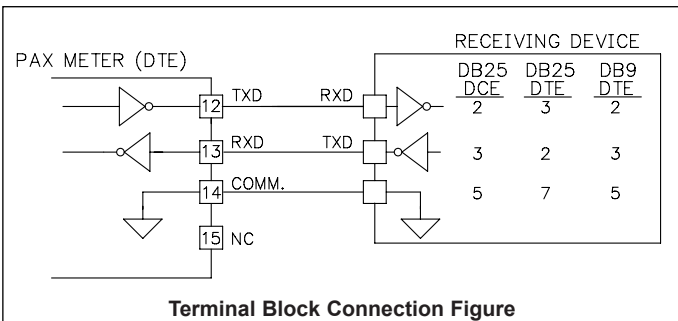 RECEIVING DEVICE
PAX METER (DTE)
DB25 DB25 DB9
DCE DTE DTE
12 TXD RXD 2 3 2
13 RXD TXD 3 2 3
14 COMM. 5 7 5
15 NC
Terminal Block Connection Figure